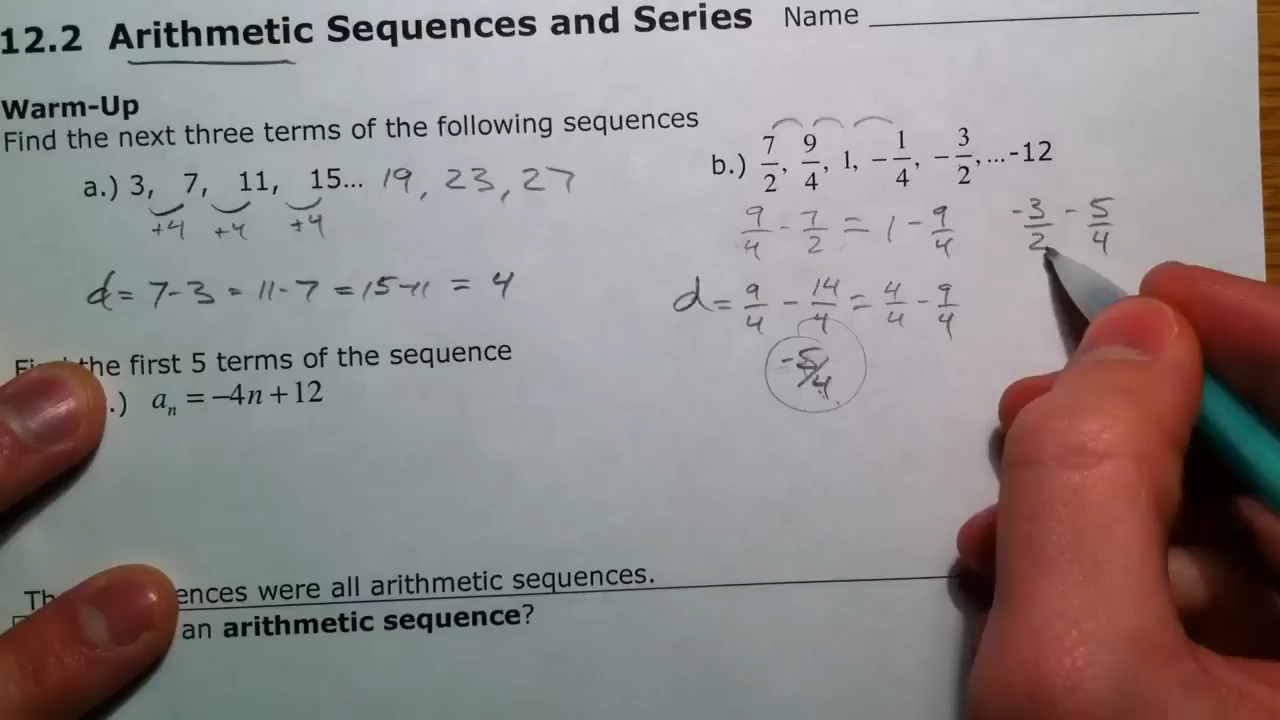 12.2 Arithmetic Sequences and Series Name
Warm-Up
Find the next three terms of the following sequences
a.) 3, 7, 11, 15... 19, 23, 27
+4 +4 +4
d = 7-3 = 11-7 = 15-11 = 4
b.) 7/2, 9/4, 1, -1/4, -3/2, ...-12
9/4 - 7/2 = 1 - 9/4
-3/2 - 5/4
d = 9/4 - 14/4 = 4/4 - 9/4
-5/4
the first 5 terms of the sequence
.) aₙ = -4n + 12
ences were all arithmetic sequences.
an arithmetic sequence?